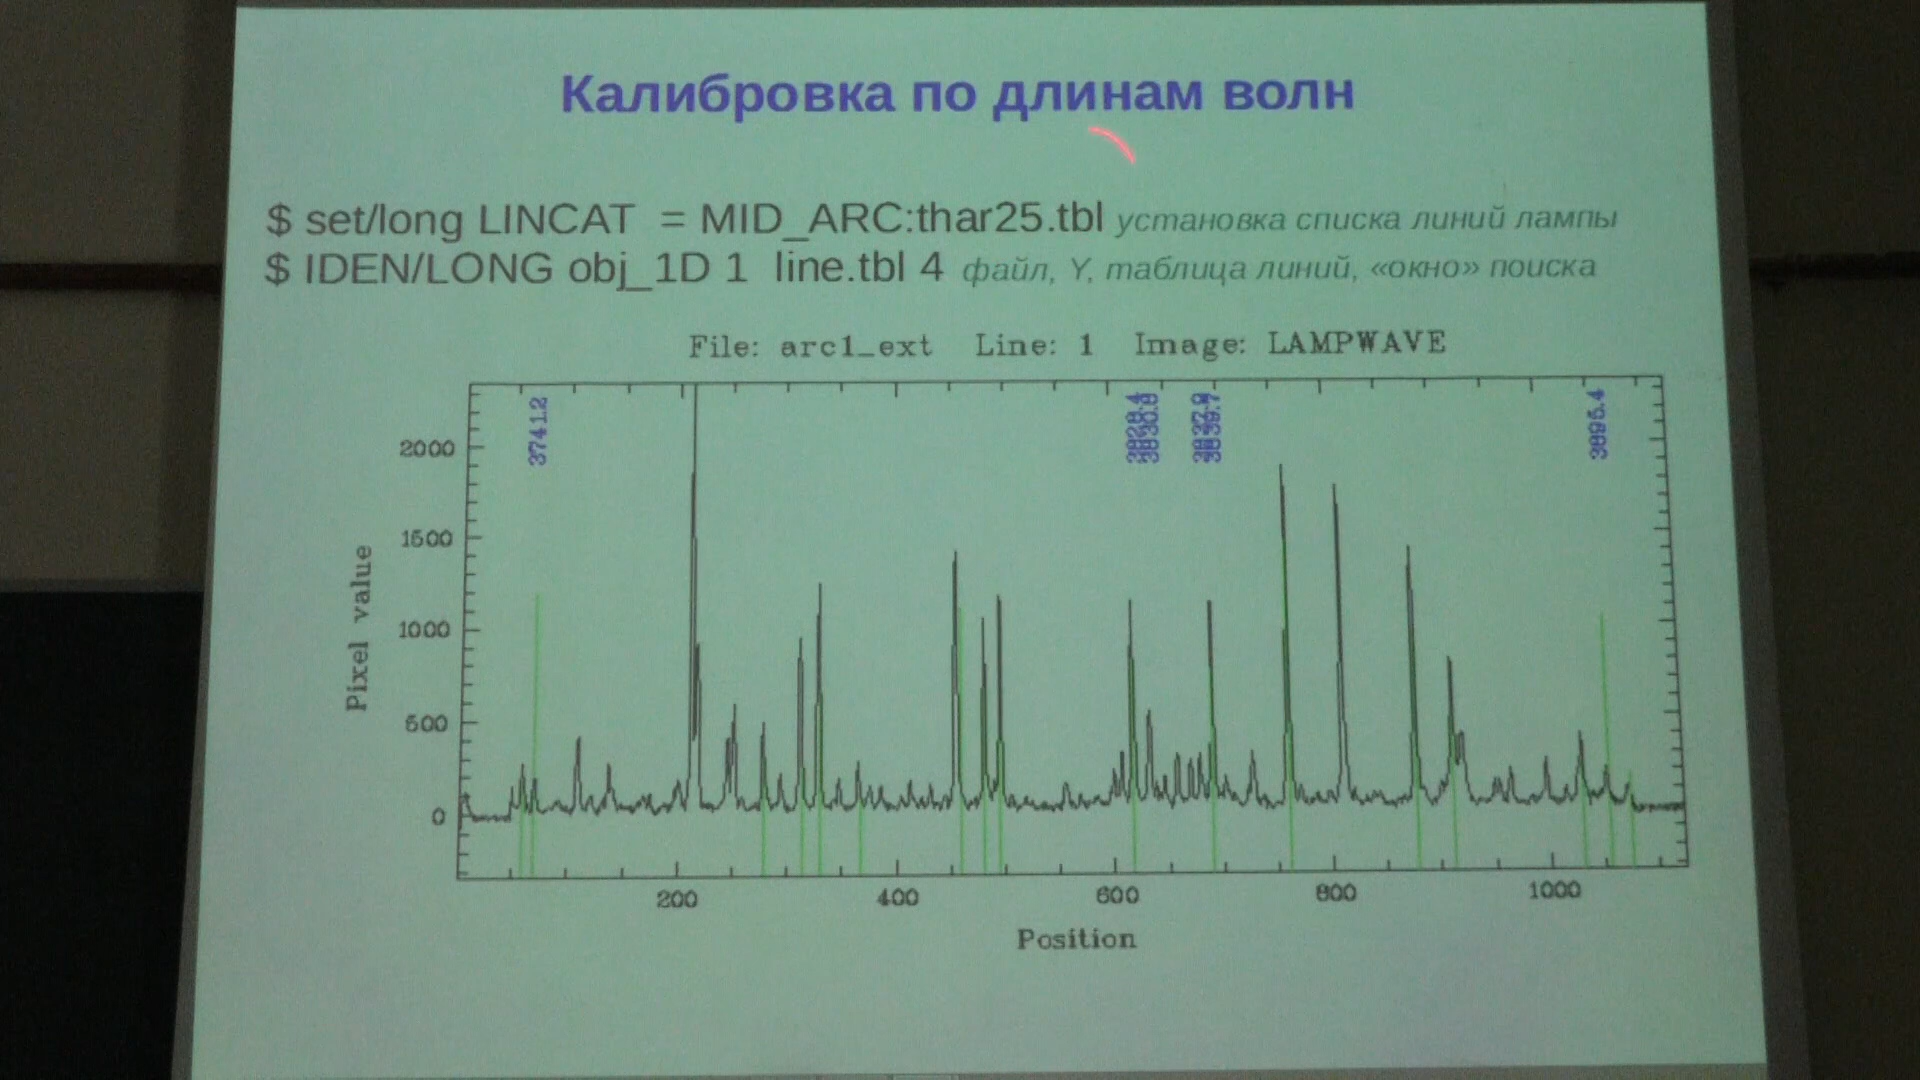 Калибровка по длинам волн
$ set/long LINCAT = MID_ARC:thar25.tbl установка списка линий лампы
$ IDEN/LONG obj_1D 1 line.tbl 4 файл, Y, таблица линий, «окно» поиска
File: arc1_ext Line: 1 Image: LAMPWAVE
3741.2
3895.4
2000
1500
1000
500
0
Pixel value
200 400 600 800 1000
Position